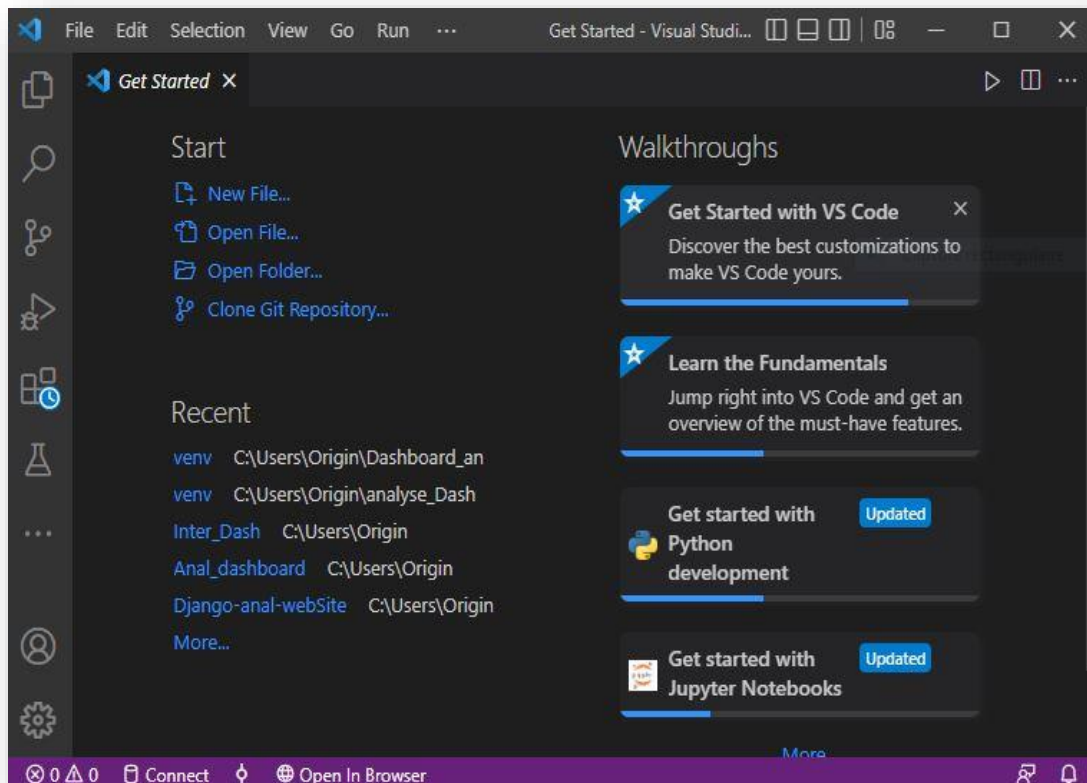 File Edit Selection View Go Run ... Get Started - Visual Studi...
Get Started
Start
New File...
Open File...
Open Folder...
Clone Git Repository...
Recent
venv C:\Users\Origin\Dashboard_an
venv C:\Users\Origin\analyse_Dash
Inter_Dash C:\Users\Origin
Anal_dashboard C:\Users\Origin
Django-anal-webSite C:\Users\Origin
More...
Walkthroughs
Get Started with VS Code
Discover the best customizations to
make VS Code yours.
Learn the Fundamentals
Jump right into VS Code and get an
overview of the must-have features.
Get started with Updated
Python
development
Get started with Updated
Jupyter Notebooks
More
0 0 Connect Open In Browser